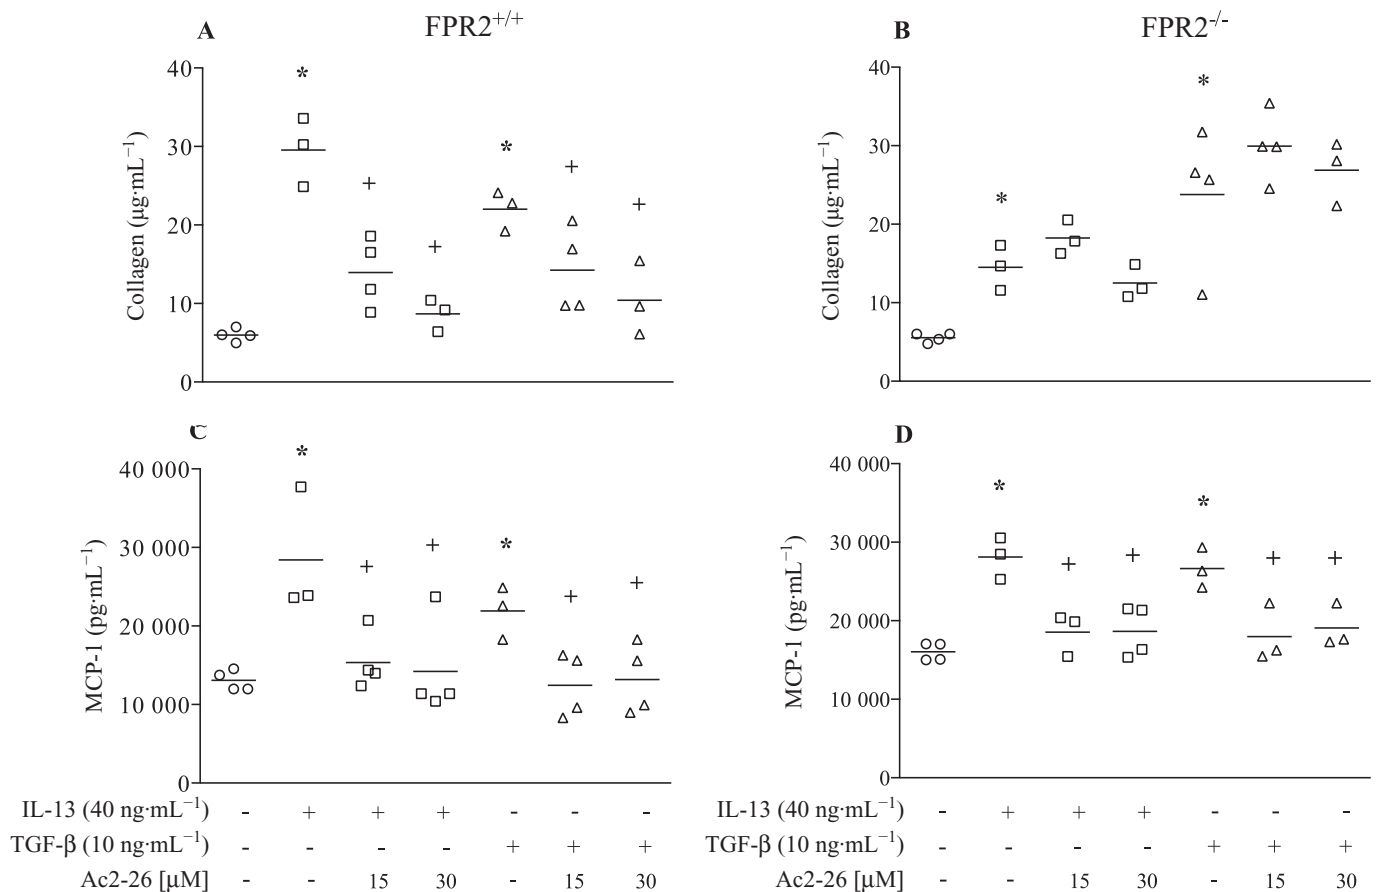 A FPR2+/+ B FPR2-/-
* * + + * + +
* *
40 30 20 10 0
Collagen (µg·mL−1)
40 30 20 10 0
Collagen (µg·mL−1)
C D
* + + * + +
* + + * + +
40 000 30 000 20 000 10 000 0
MCP-1 (pg·mL−1)
40 000 30 000 20 000 10 000 0
MCP-1 (pg·mL−1)
IL-13 (40 ng·mL−1) - + + + - - - IL-13 (40 ng·mL−1) - + + + - - -
TGF-β (10 ng·mL−1) - - - - + + + TGF-β (10 ng·mL−1) - - - - + + +
Ac2-26 [µM] - - 15 30 - 15 30 Ac2-26 [µM] - - 15 30 - 15 30